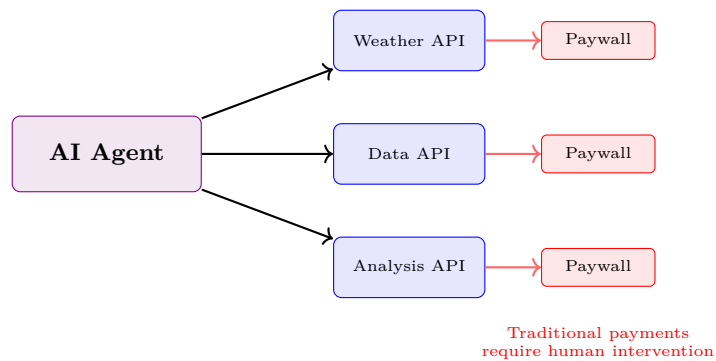 Weather API
Paywall
AI Agent
Data API
Paywall
Analysis API
Paywall
Traditional payments
require human intervention